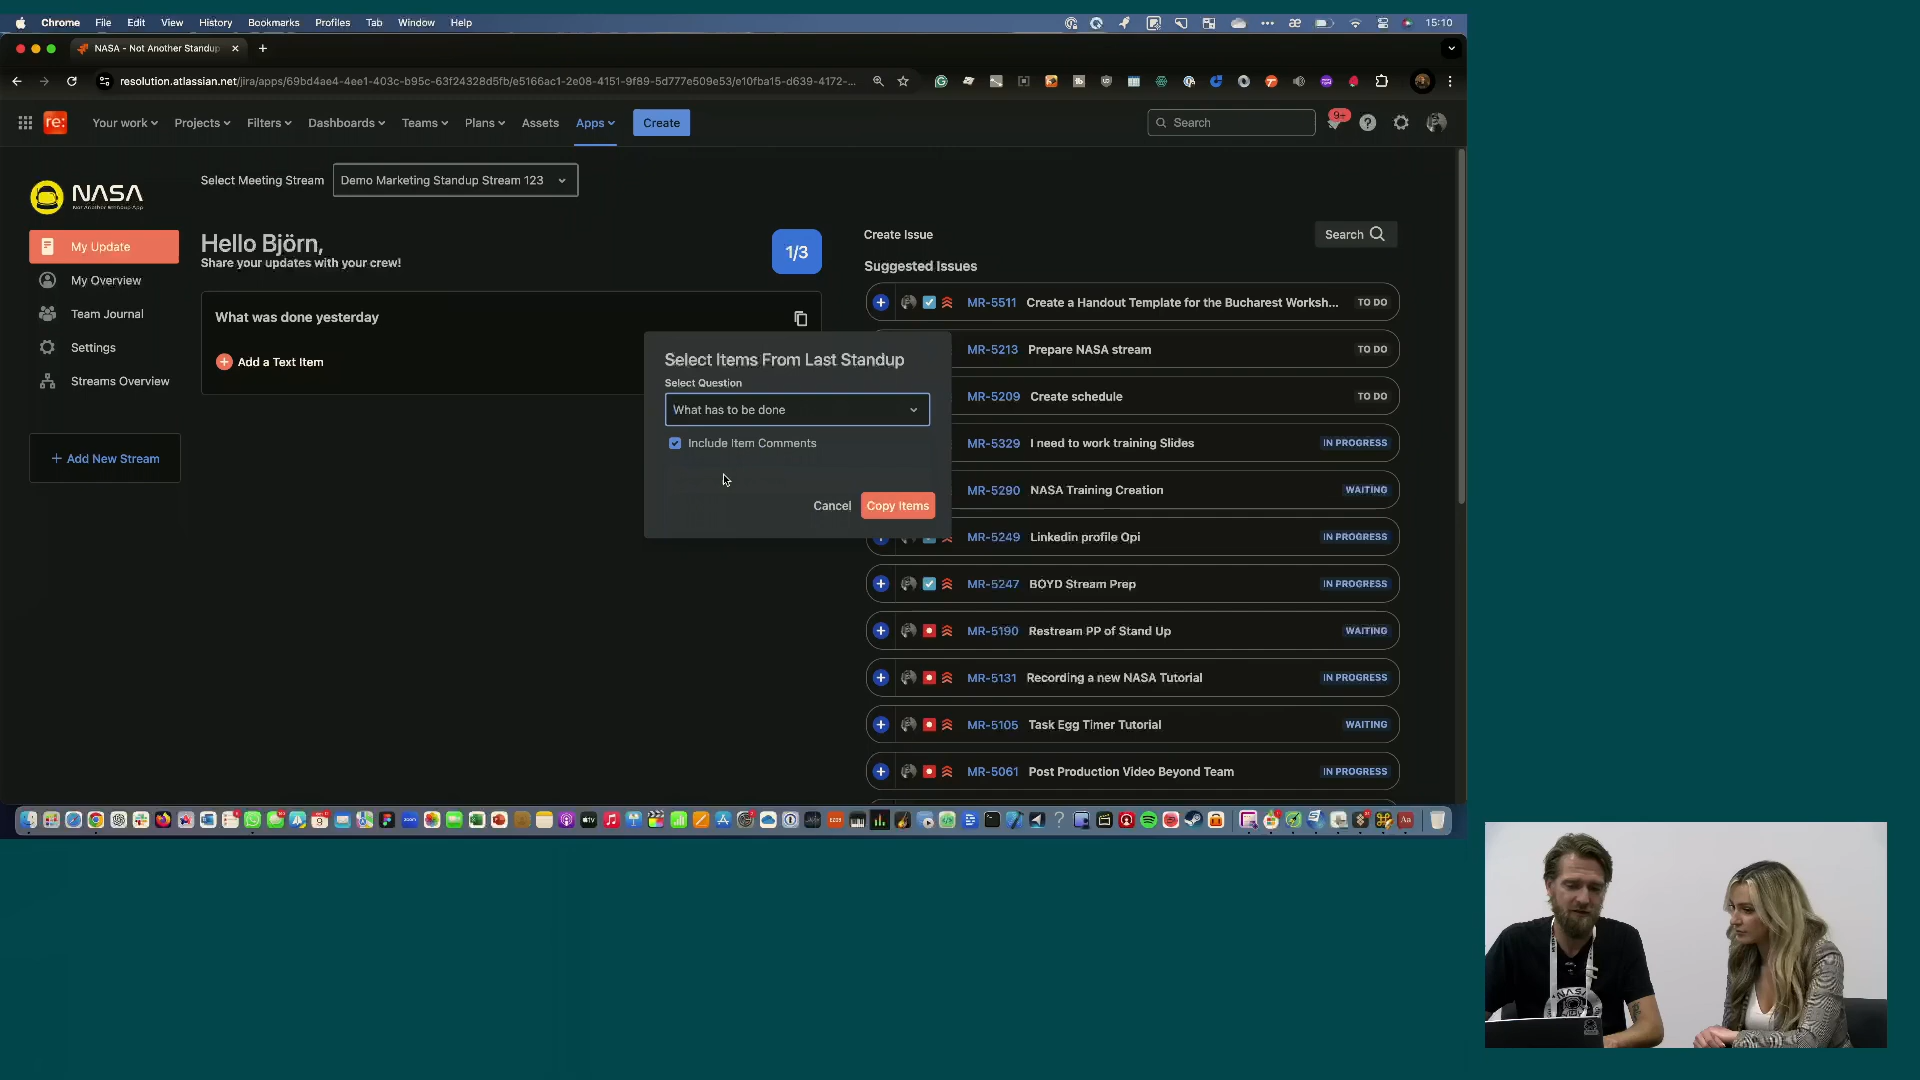 Chrome File Edit View History Bookmarks Profiles Tab Window Help 15:10
NASA - Not Another Standup
resolution.atlassian.net/jira/apps/69bd4ae4-4ee1-403c-b95c-63f24328d5fb/e5166ac1-2e08-4151-9f89-5d777e509e53/e10fba15-d639-4172-...
re: Your work Projects Filters Dashboards Teams Plans Assets Apps Create Search 9+
Select Meeting Stream Demo Marketing Standup Stream 123
NASA
Not Another Standup App
My Update
My Overview
Team Journal
Settings
Streams Overview
+ Add New Stream
Hello Björn,
Share your updates with your crew!
1/3
What was done yesterday
Add a Text Item
Select Items From Last Standup
Select Question
What has to be done
Include Item Comments
Cancel Copy Items
Create Issue Search
Suggested Issues
MR-5511 Create a Handout Template for the Bucharest Worksh... TO DO
MR-5213 Prepare NASA stream TO DO
MR-5209 Create schedule TO DO
MR-5329 I need to work training Slides IN PROGRESS
MR-5290 NASA Training Creation WAITING
MR-5249 Linkedin profile Opi IN PROGRESS
MR-5247 BOYD Stream Prep IN PROGRESS
MR-5190 Restream PP of Stand Up WAITING
MR-5131 Recording a new NASA Tutorial IN PROGRESS
MR-5105 Task Egg Timer Tutorial WAITING
MR-5061 Post Production Video Beyond Team IN PROGRESS
NASA